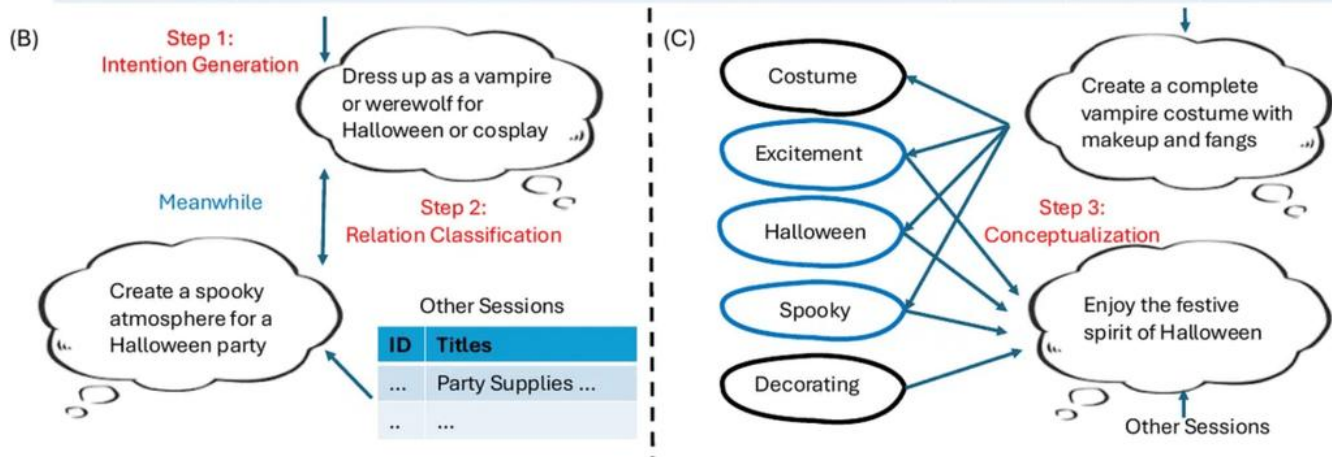 (B)
Step 1:
Intention Generation
Dress up as a vampire
or werewolf for
Halloween or cosplay
Meanwhile
Step 2:
Relation Classification
Create a spooky
atmosphere for a
Halloween party
Other Sessions
ID Titles
... Party Supplies ...
.. ...
(C)
Costume
Excitement
Halloween
Spooky
Decorating
Create a complete
vampire costume with
makeup and fangs
Step 3:
Conceptualization
Enjoy the festive
spirit of Halloween
Other Sessions